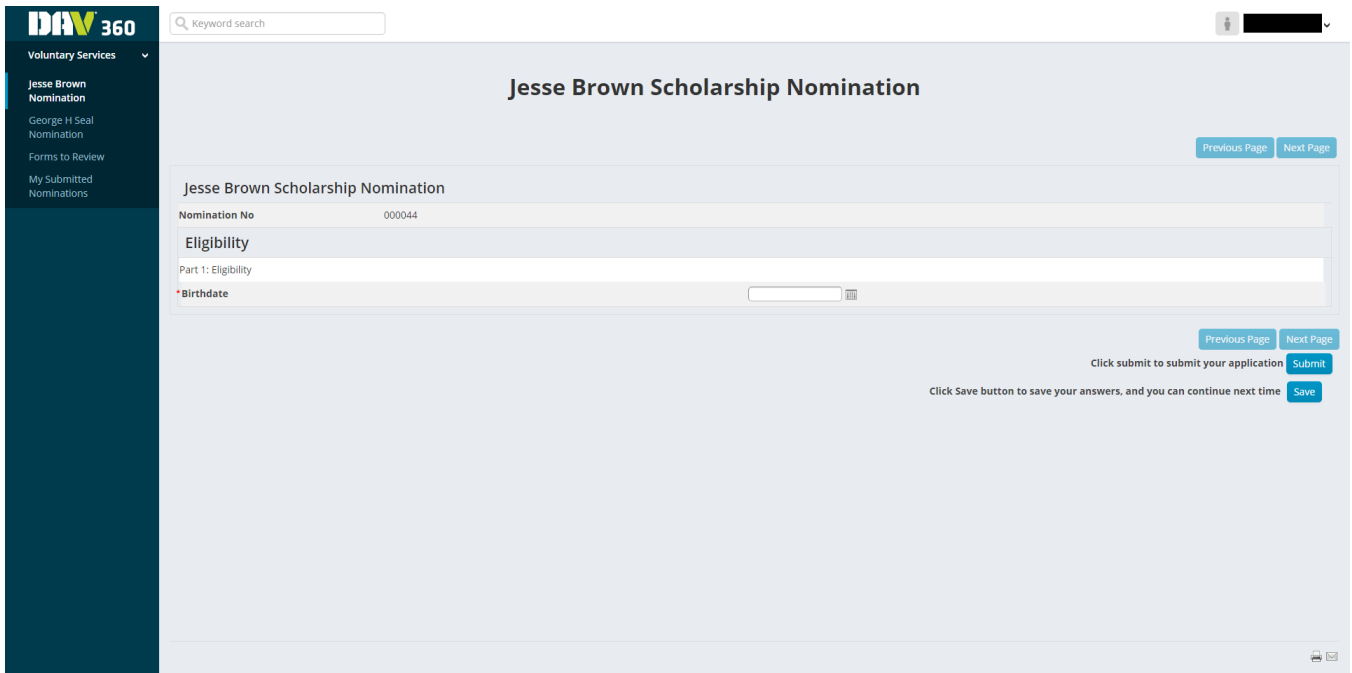 DAV 360
Keyword search
Voluntary Services
Jesse Brown
Nomination
George H Seal
Nomination
Forms to Review
My Submitted
Nominations
Jesse Brown Scholarship Nomination
Previous Page Next Page
Jesse Brown Scholarship Nomination
Nomination No 000044
Eligibility
Part 1: Eligibility
*Birthdate
Previous Page Next Page
Click submit to submit your application Submit
Click Save button to save your answers, and you can continue next time Save